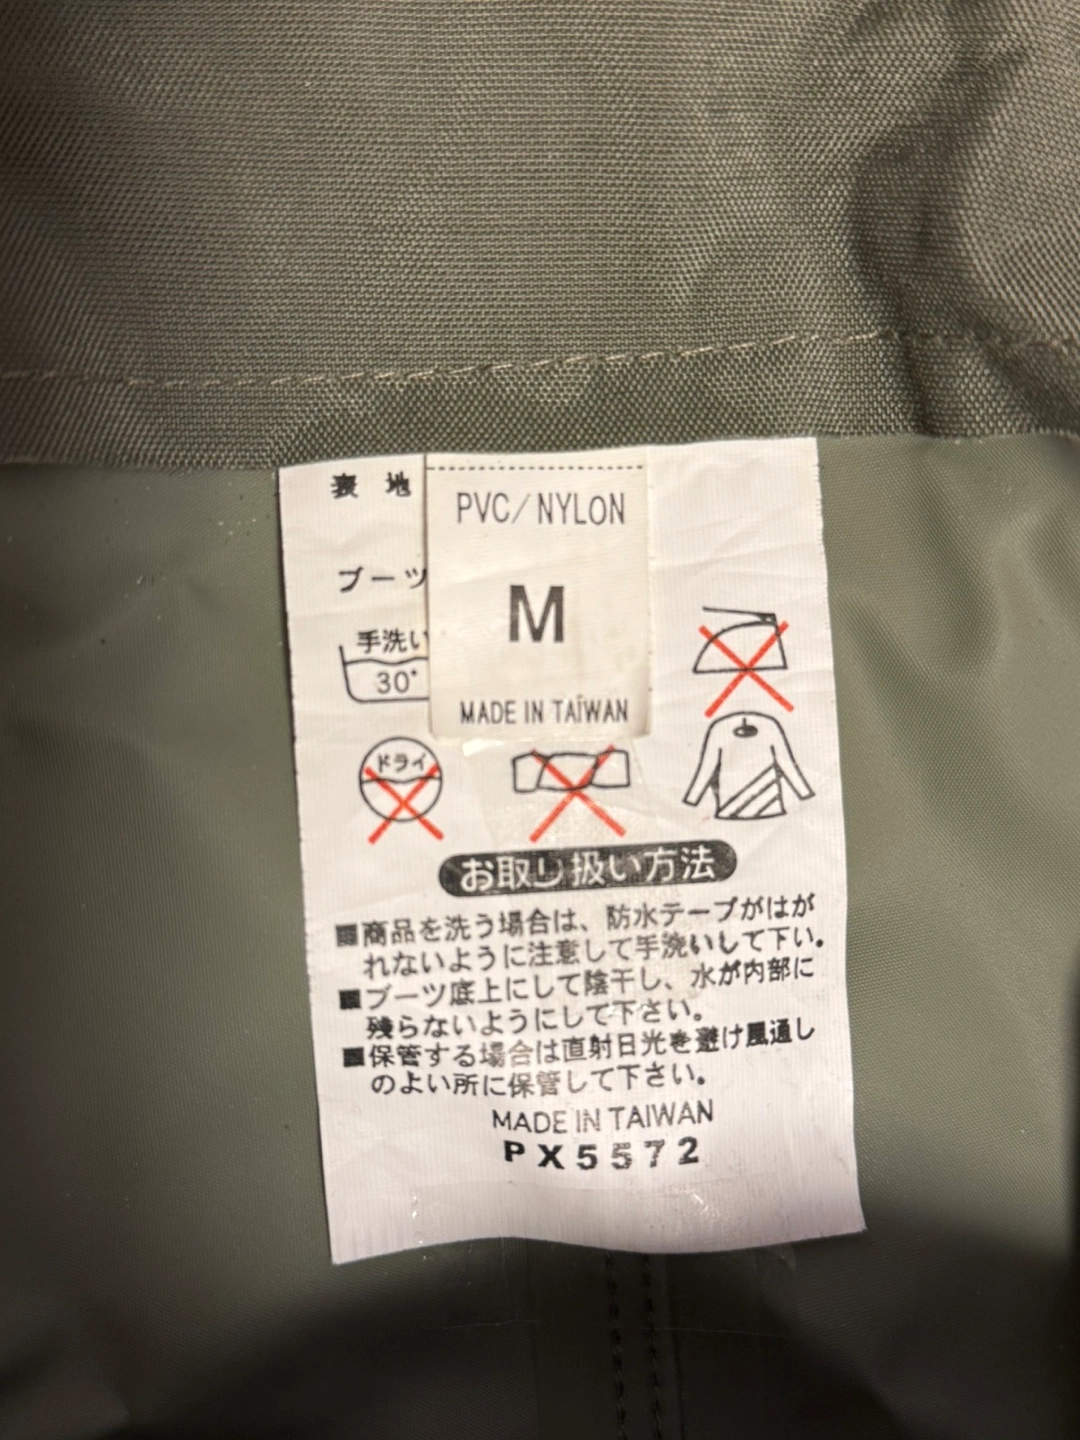 表 地
PVC/NYLON
ブーツ
M
手洗い
30°
MADE IN TAIWAN
ドライ
お取り扱い方法
■商品を洗う場合は、防水テープがはが
れないように注意して手洗いして下い。
■ブーツ底上にして陰干し、水が内部に
残らないようにして下さい。
■保管する場合は直射日光を避け風通し
のよい所に保管して下さい。
MADE IN TAIWAN
PX5572